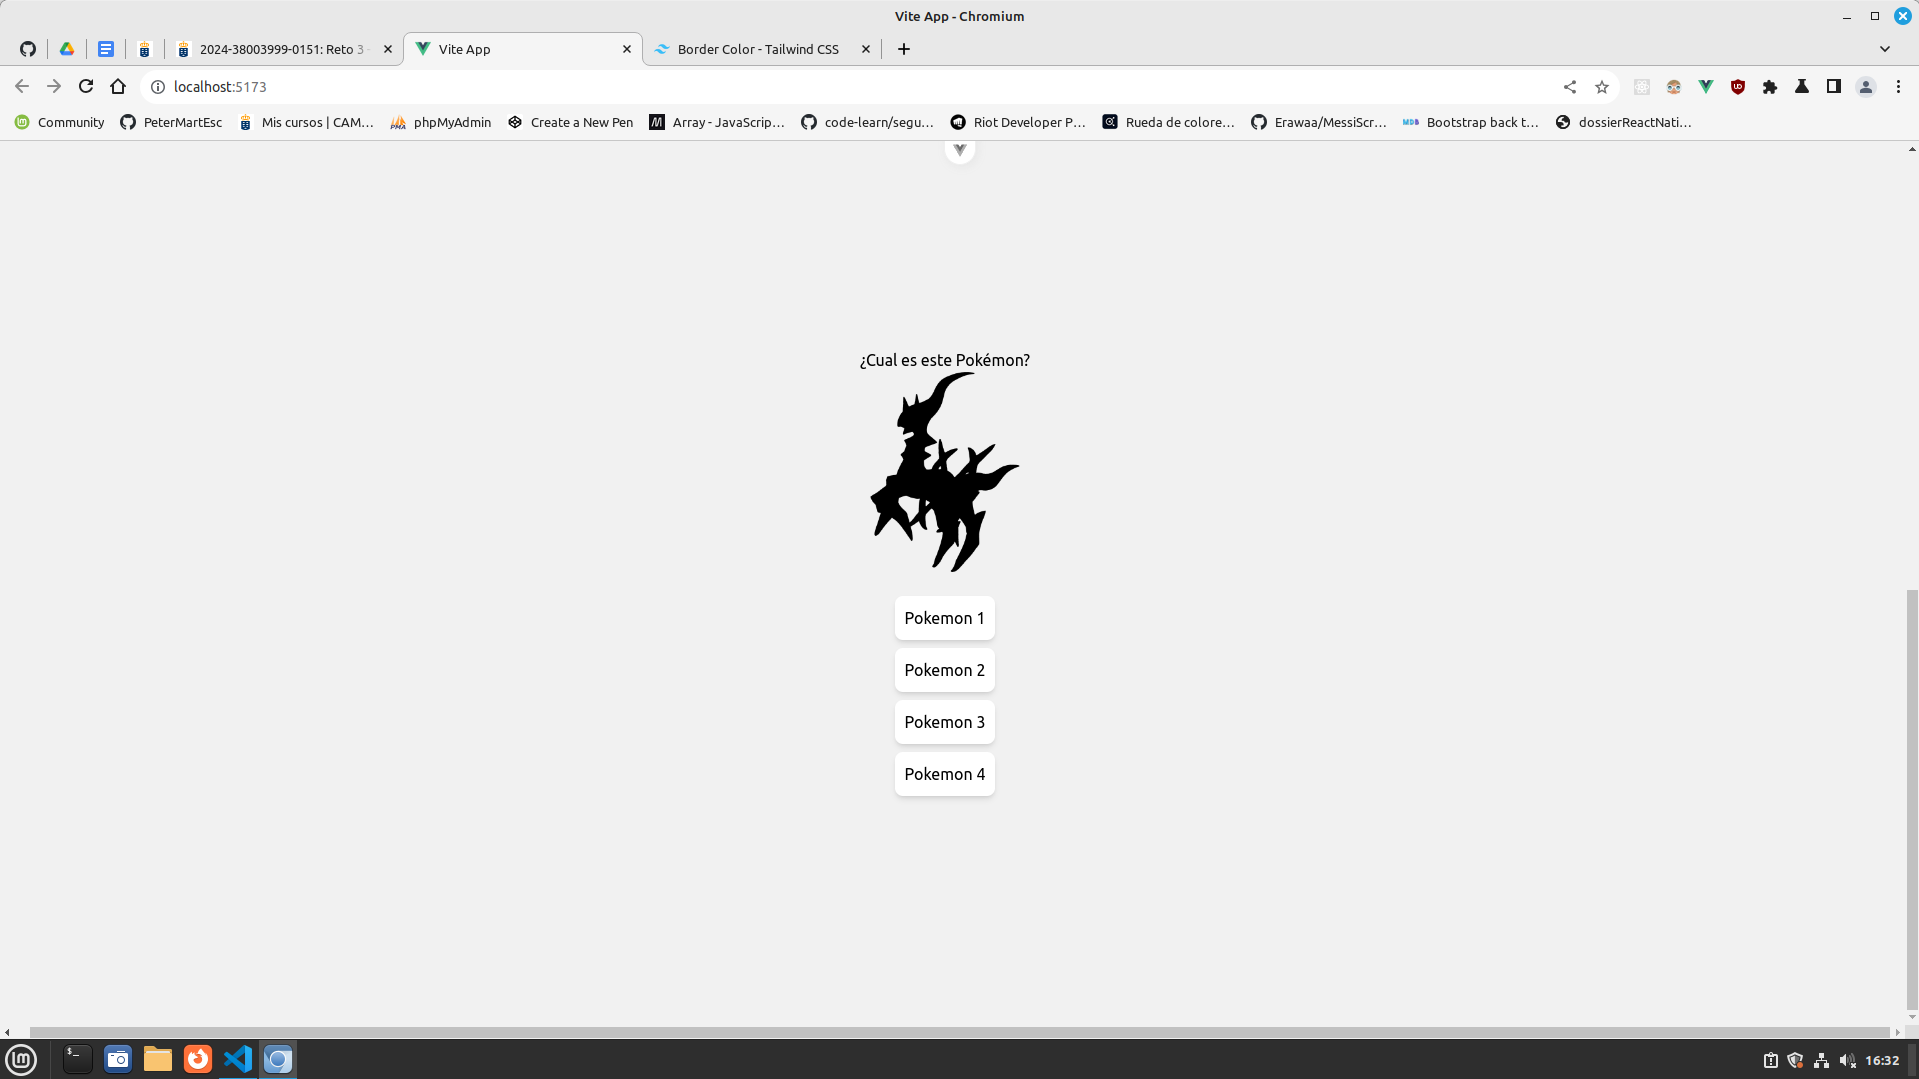 Vite App - Chromium
2024-38003999-0151: Reto 3 -
Vite App
Border Color - Tailwind CSS
localhost:5173
Community
PeterMartEsc
Mis cursos | CAM…
phpMyAdmin
Create a New Pen
Array - JavaScrip…
code-learn/segu…
Riot Developer P…
Rueda de colore…
Erawaa/MessiScr…
Bootstrap back t…
dossierReactNati…
¿Cual es este Pokémon?
Pokemon 1
Pokemon 2
Pokemon 3
Pokemon 4
16:32